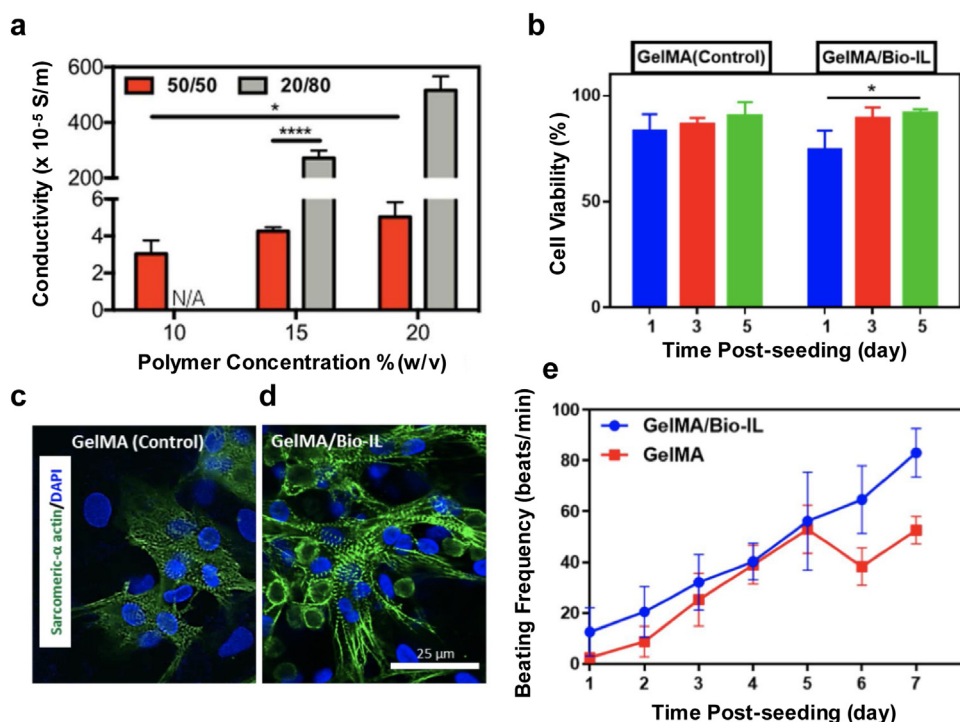 a
Conductivity (x 10⁻⁵ S/m)
600
400
200
6
4
2
0
50/50
20/80
*
****
N/A
10
15
20
Polymer Concentration % (w/v)
b
GelMA(Control)
GelMA/Bio-IL
*
Cell Viability (%)
100
50
0
1
3
5
1
3
5
Time Post-seeding (day)
c
GelMA (Control)
Sarcomeric-α actin/DAPI
d
GelMA/Bio-IL
25 μm
e
Beating Frequency (beats/min)
100
80
60
40
20
0
GelMA/Bio-IL
GelMA
1
2
3
4
5
6
7
Time Post-seeding (day)